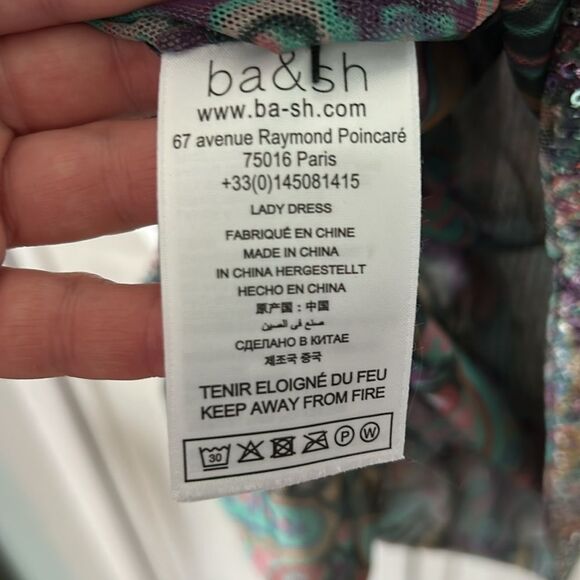 ba&sh
www.ba-sh.com
67 avenue Raymond Poincaré
75016 Paris
+33(0)145081415
LADY DRESS
FABRIQUÉ EN CHINE
MADE IN CHINA
IN CHINA HERGESTELLT
HECHO EN CHINA
原产国：中国
صنع في الصين
СДЕЛАНО В КИТАЕ
제조국 중국
TENIR ELOIGNÉ DU FEU
KEEP AWAY FROM FIRE
30 P W